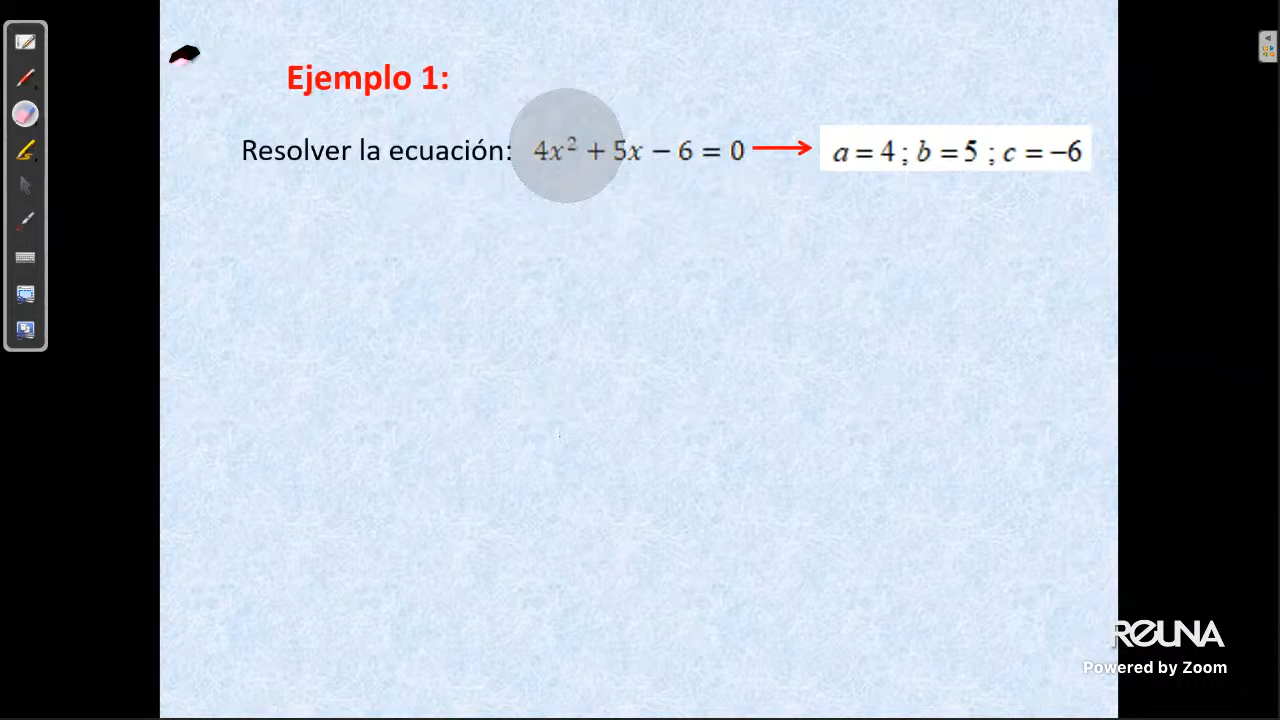 Ejemplo 1:
Resolver la ecuación: 4x² + 5x − 6 = 0 → a = 4 ; b = 5 ; c = −6
REUNA
Powered by Zoom